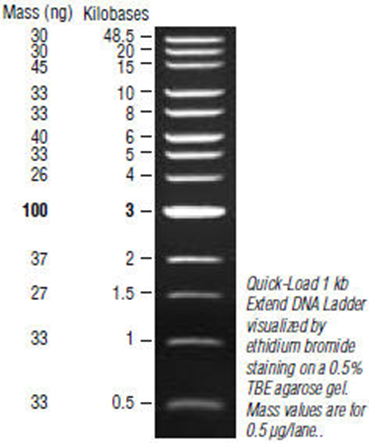 Mass (ng) Kilobases
30 48.5
30 20
45 15
33 10
33 8
40 6
33 5
26 4
100 3
37 2
27 1.5
33 1
33 0.5
Quick-Load 1 kb
Extend DNA Ladder
visualized by
ethidium bromide
staining on a 0.5%
TBE agarose gel.
Mass values are for
0.5 µg/lane..